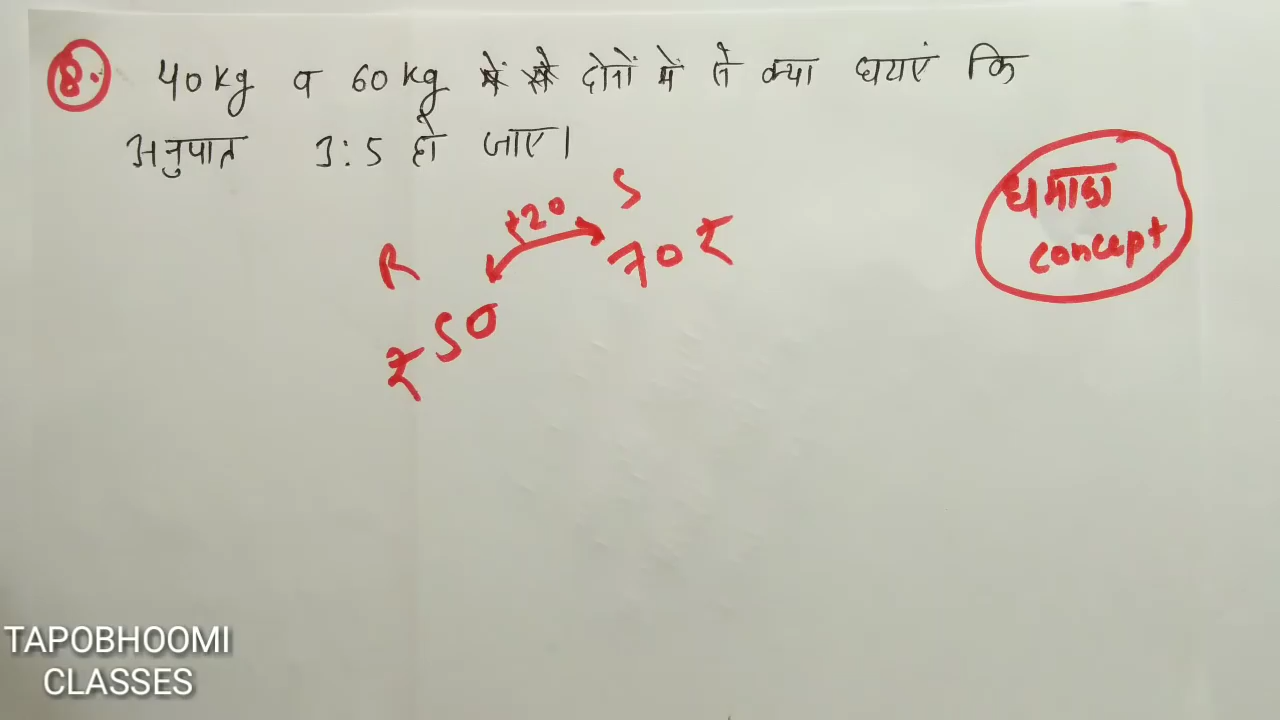 8. 40 kg व 60 kg दोनों में से क्या घटाएं कि
अनुपात 3:5 हो जाए।
धमाका
concept
S
₹20
R
70 ₹
₹ 50
TAPOBHOOMI
CLASSES